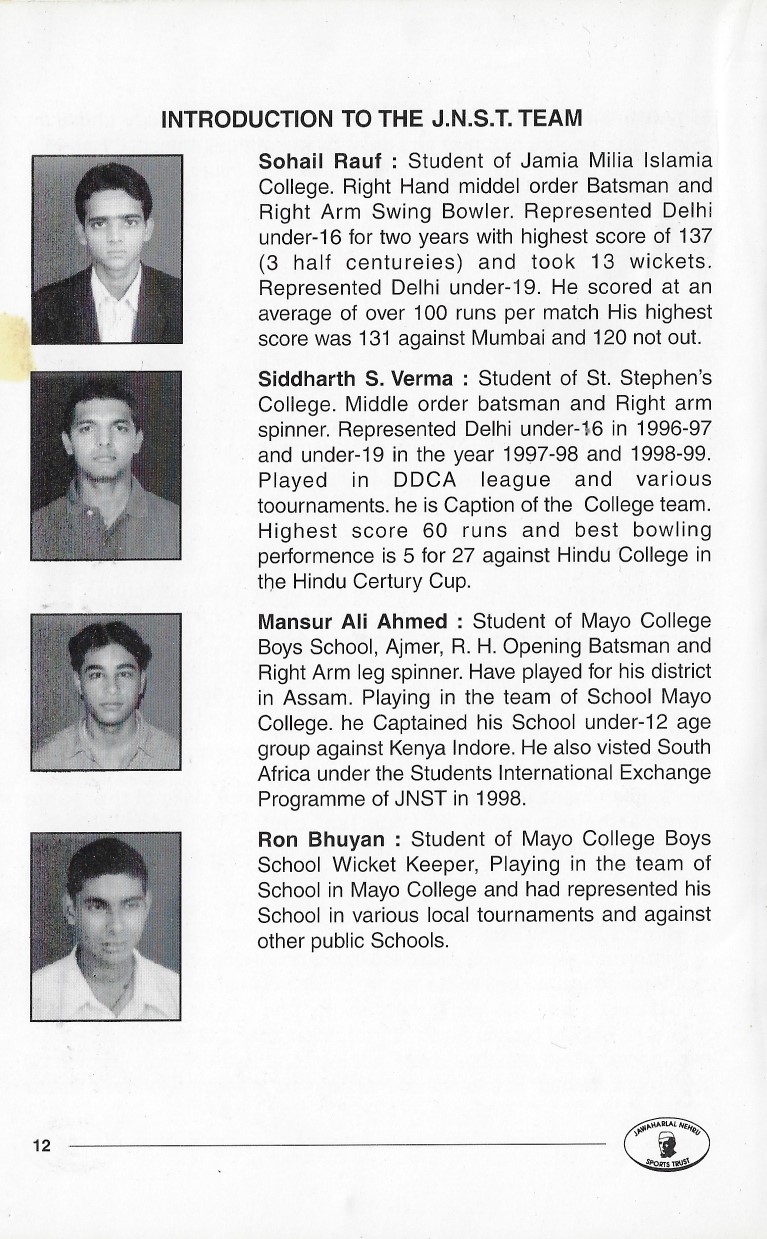 INTRODUCTION TO THE J.N.S.T. TEAM
Sohail Rauf : Student of Jamia Milia Islamia
College. Right Hand middel order Batsman and
Right Arm Swing Bowler. Represented Delhi
under-16 for two years with highest score of 137
(3 half centureies) and took 13 wickets.
Represented Delhi under-19. He scored at an
average of over 100 runs per match His highest
score was 131 against Mumbai and 120 not out.
Siddharth S. Verma : Student of St. Stephen's
College. Middle order batsman and Right arm
spinner. Represented Delhi under-16 in 1996-97
and under-19 in the year 1997-98 and 1998-99.
Played in DDCA league and various
toournaments. he is Caption of the College team.
Highest score 60 runs and best bowling
performence is 5 for 27 against Hindu College in
the Hindu Certury Cup.
Mansur Ali Ahmed : Student of Mayo College
Boys School, Ajmer, R. H. Opening Batsman and
Right Arm leg spinner. Have played for his district
in Assam. Playing in the team of School Mayo
College. he Captained his School under-12 age
group against Kenya Indore. He also visted South
Africa under the Students International Exchange
Programme of JNST in 1998.
Ron Bhuyan : Student of Mayo College Boys
School Wicket Keeper, Playing in the team of
School in Mayo College and had represented his
School in various local tournaments and against
other public Schools.
12
JAWAHARLAL NEHRU
SPORTS TRUST